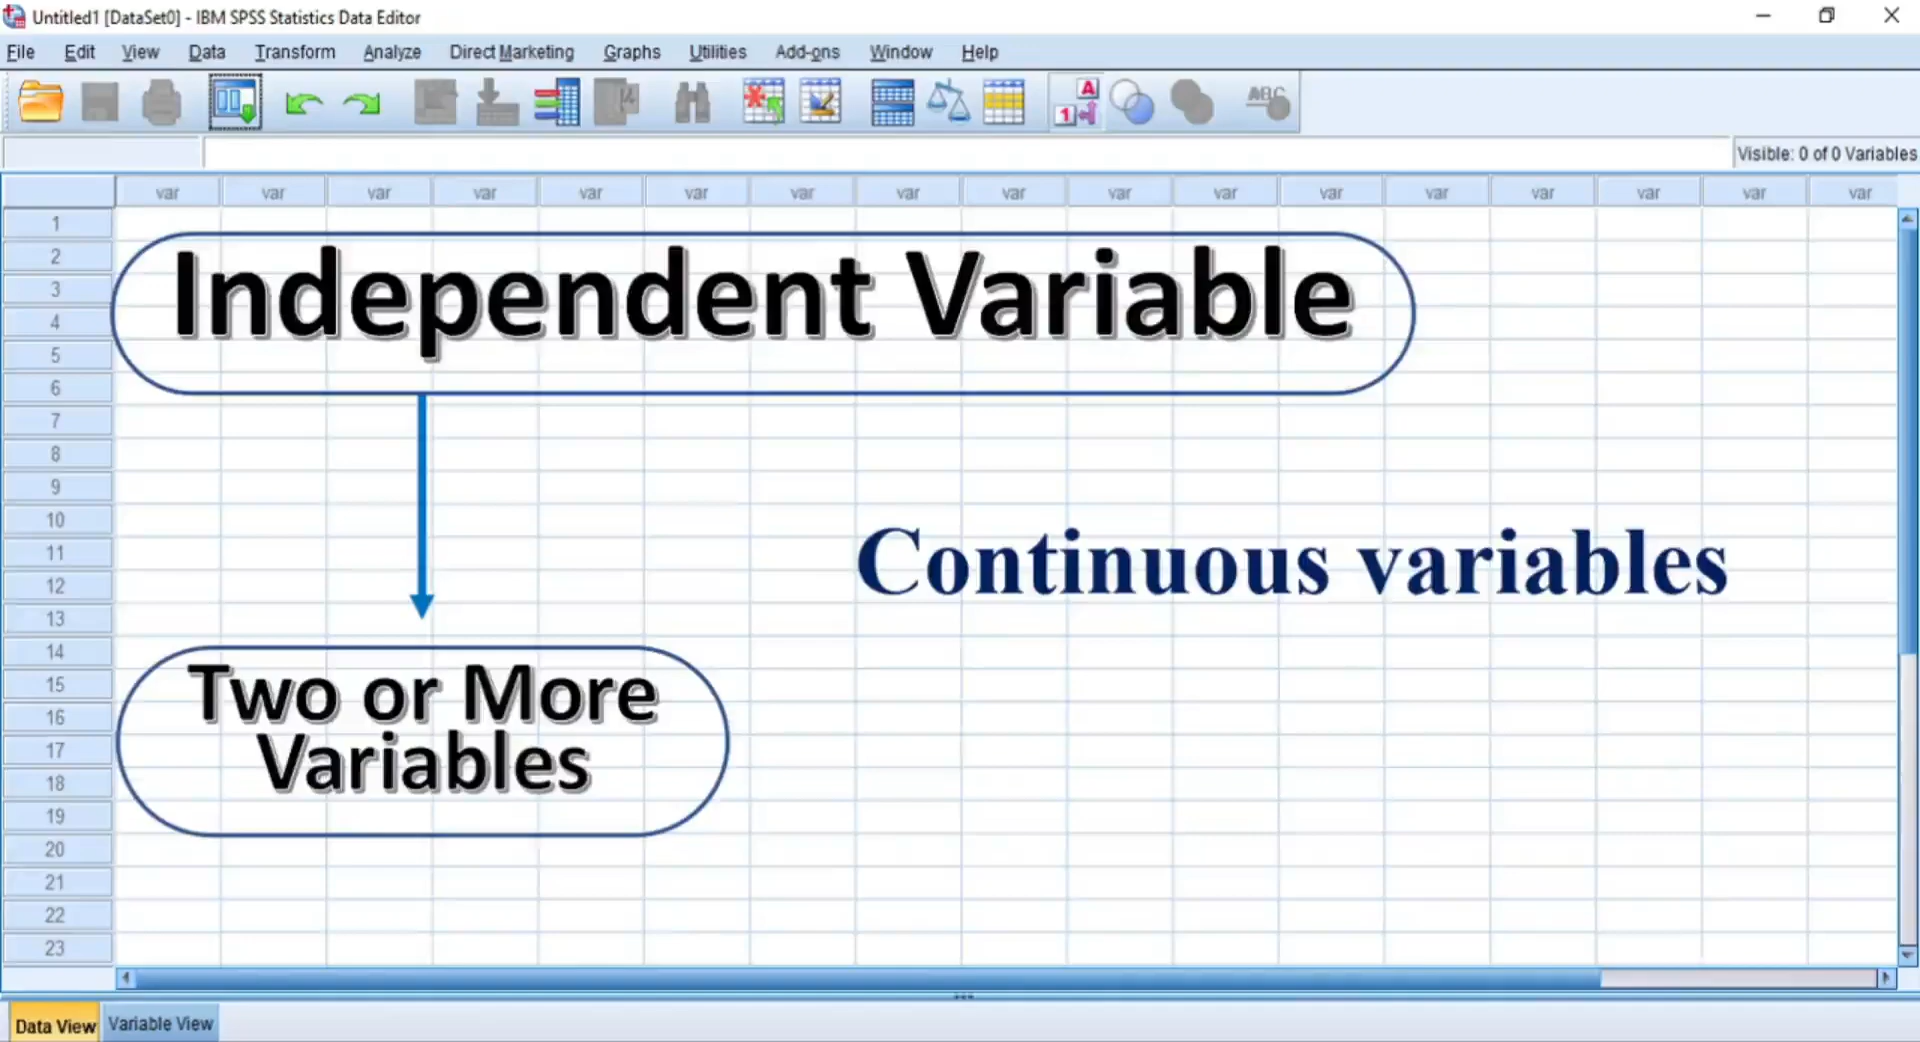 Untitled1 [DataSet0] - IBM SPSS Statistics Data Editor
File Edit View Data Transform Analyze Direct Marketing Graphs Utilities Add-ons Window Help
A
1
14
ABC
Visible: 0 of 0 Variables
var var var var var var var var var var var var var var var var var
1
2
3
4
5
6
7
8
9
10
11
12
13
14
15
16
17
18
19
20
21
22
23
Independent Variable
Continuous variables
Two or More
Variables
Data View Variable View